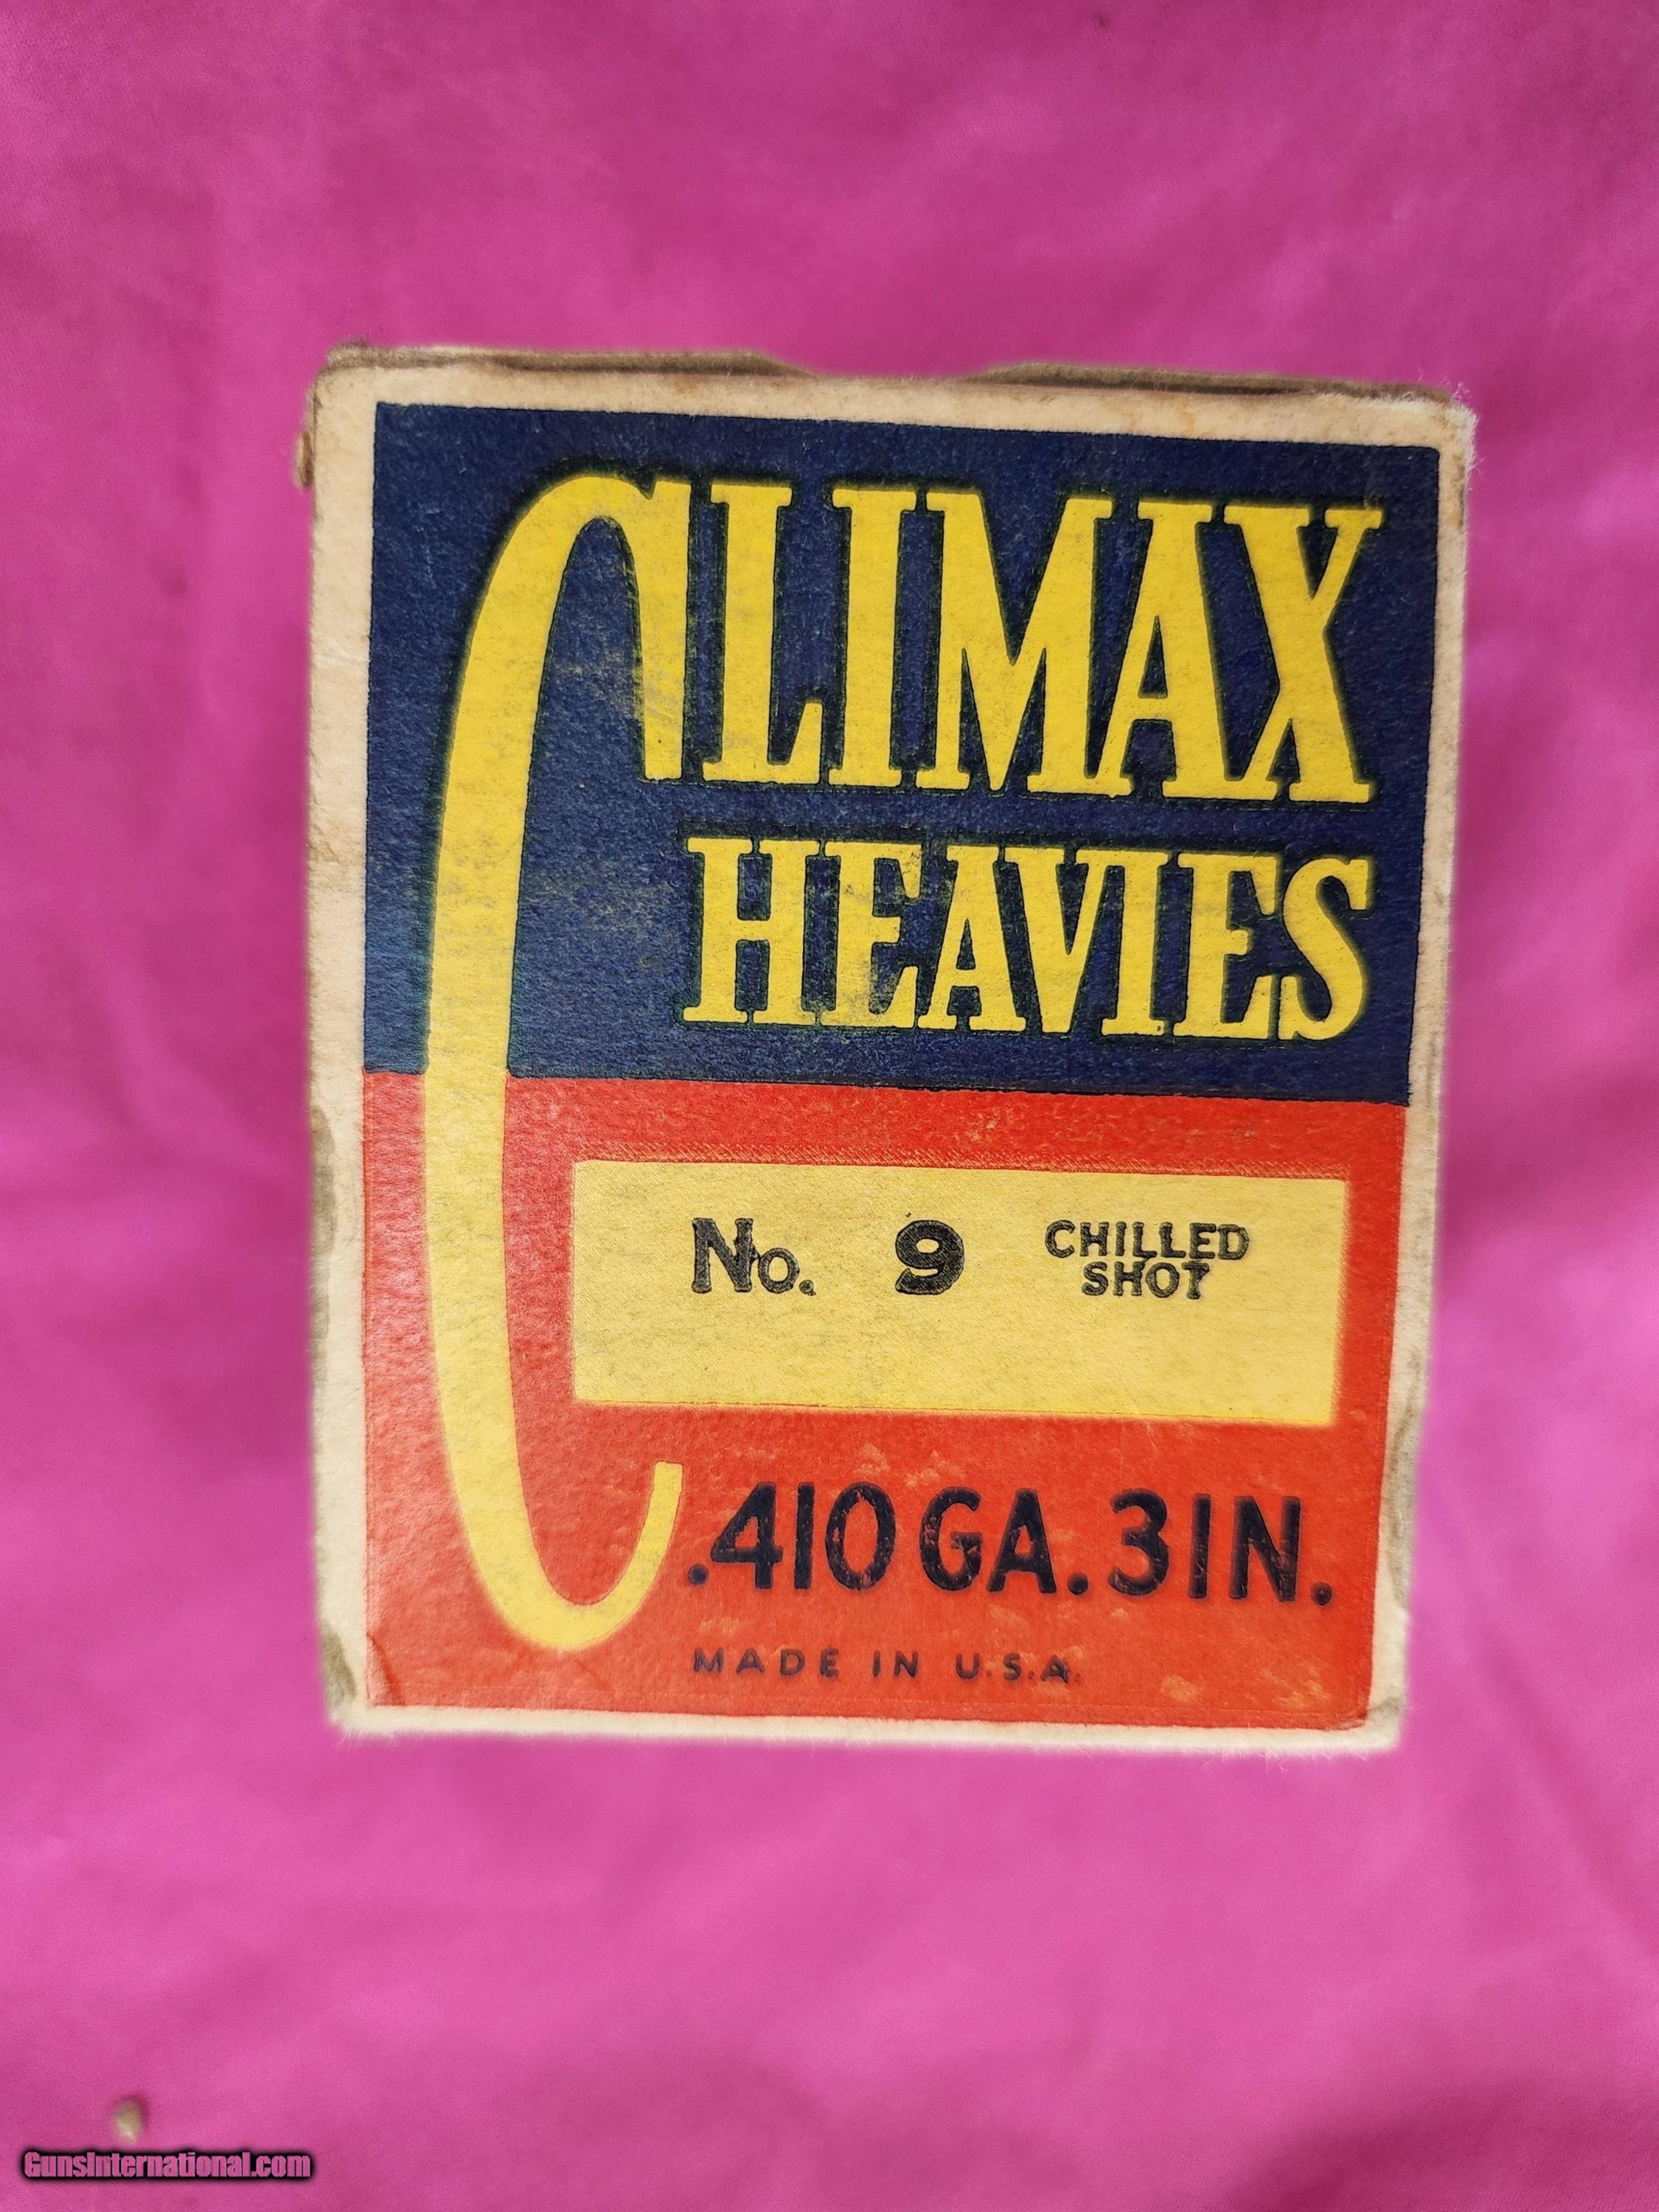 CLIMAX
HEAVIES
No. 9 CHILLED
SHOT
.410 GA. 3 IN.
MADE IN U.S.A.
GunsInternational.com